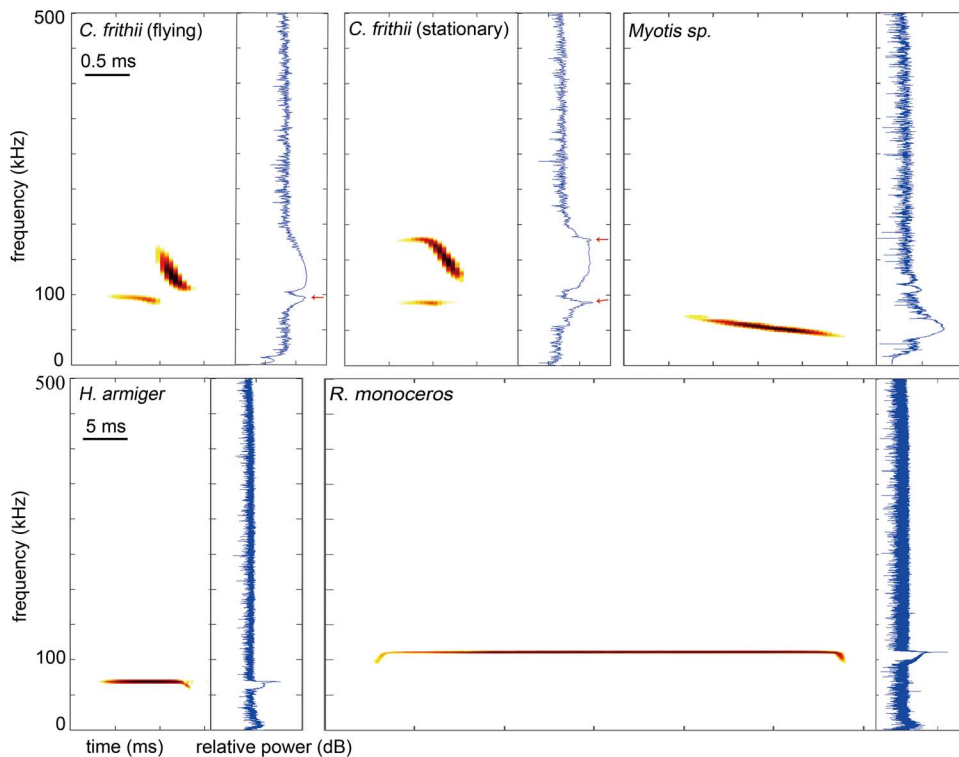 C. frithii (flying)
C. frithii (stationary)
Myotis sp.
0.5 ms
500
100
0
frequency (kHz)
H. armiger
R. monoceros
5 ms
500
100
0
frequency (kHz)
time (ms)
relative power (dB)